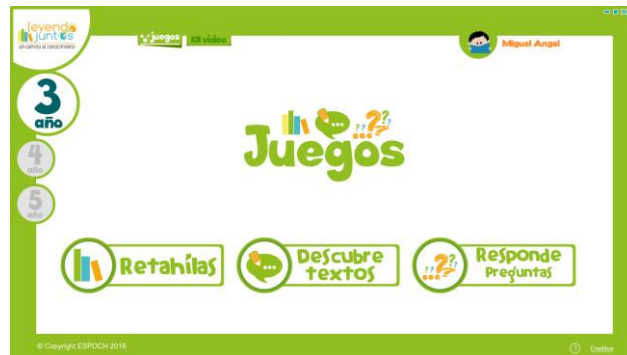 leyendo
juntos
un camino al conocimiento
juegos
video
Miguel Angel
3
año
4
año
5
año
Juegos
Retahílas
Descubre
textos
Responde
Preguntas
© Copyright ESPOCH 2016
?
Creditos